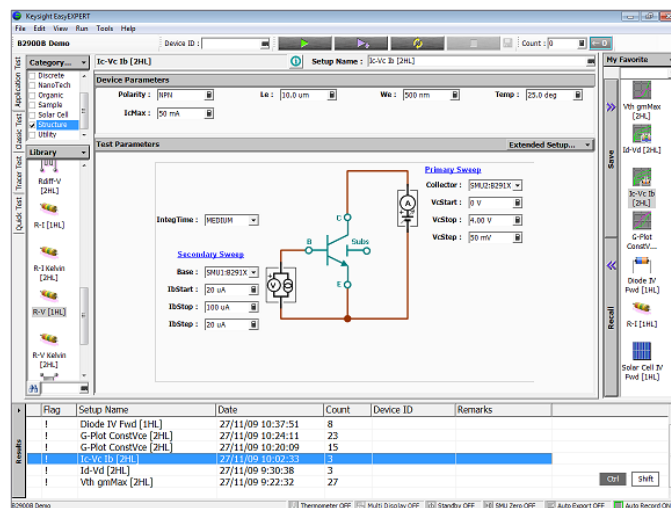 Keysight EasyEXPERT
File Edit View Run Tools Help
B2900B Demo Device ID : Count : 0
Category... Ic-Vc Ib [2HL] Setup Name : Ic-Vc Ib [2HL] My Favorite
Application Test
Classic Test
Tracer Test
Quick Test
Discrete
NanoTech
Organic
Sample
Solar Cell
Structure
Utility
Library
Rdiff-V
[2HL]
R-I [1HL]
R-I Kelvin
[2HL]
R-V [1HL]
R-V Kelvin
[2HL]
Device Parameters
Polarity : NPN Le : 10.0 um We : 500 nm Temp : 25.0 deg
IcMax : 50 mA
Test Parameters Extended Setup...
Primary Sweep
Collector : SMU2:B291X
VcStart : 0 V
VcStop : 4.00 V
VcStep : 50 mV
IntegTime : MEDIUM
C
B
Subs
E
A
V
Secondary Sweep
Base : SMU1:B291X
IbStart : 20 uA
IbStop : 100 uA
IbStep : 20 uA
Save
Recall
Vth gmMax
[2HL]
Id-Vd [2HL]
Ic-Vc Ib
[2HL]
G-Plot
ConstV...
Diode IV
Fwd [1HL]
R-I [1HL]
Solar Cell IV
Fwd [1HL]
Results
Flag Setup Name Date Count Device ID Remarks
! Diode IV Fwd [1HL] 27/11/09 10:37:51 8
! G-Plot ConstVce [2HL] 27/11/09 10:24:11 23
! G-Plot ConstVce [2HL] 27/11/09 10:20:09 15
! Ic-Vc Ib [2HL] 27/11/09 10:02:33 3
! Id-Vd [2HL] 27/11/09 9:30:38 3
! Vth gmMax [2HL] 27/11/09 9:22:32 27
Ctrl Shift
B2900B Demo Thermometer OFF Multi Display OFF Standby OFF SMU Zero OFF Auto Export OFF Auto Record ON